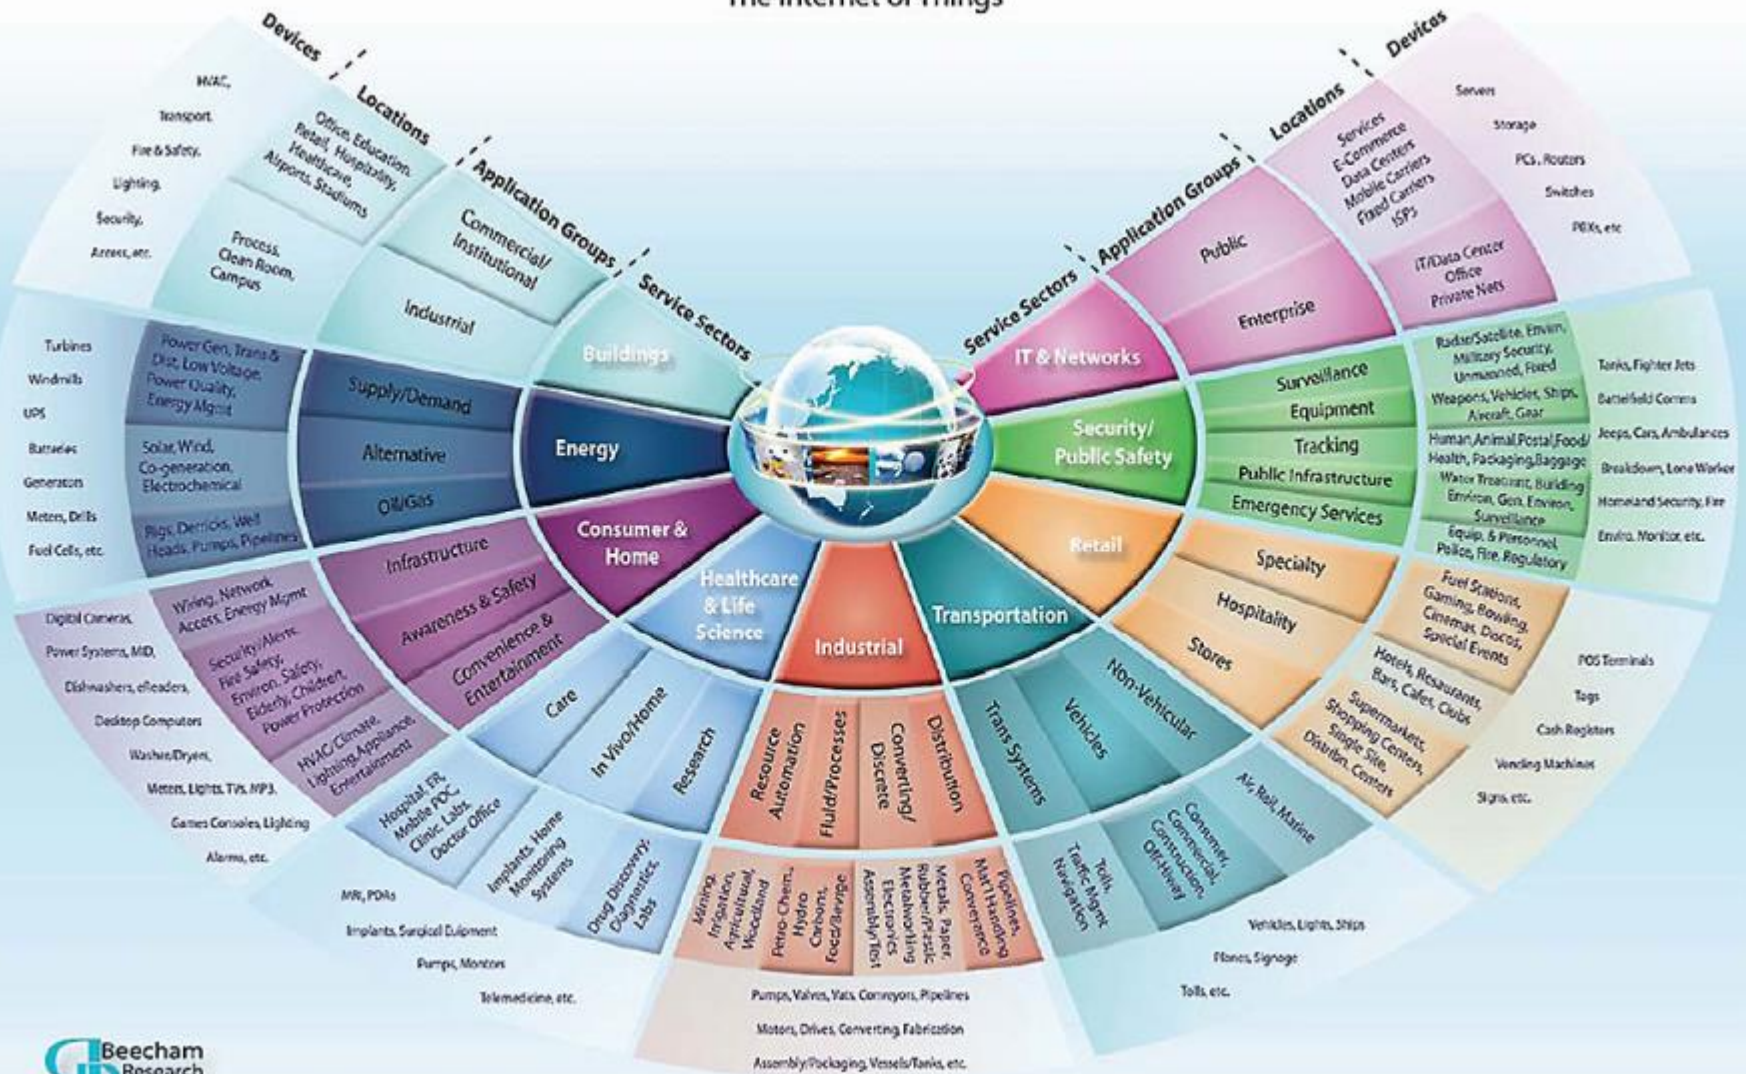 The Internet of Things
Devices
Locations
Application Groups
Service Sectors
Service Sectors
Application Groups
Locations
Devices
HVAC,
Transport,
Fire & Safety,
Lighting,
Security,
Access, etc.
Office, Education,
Retail, Hospitality,
Healthcare,
Airports, Stadiums
Process,
Clean Room,
Campus
Commercial/
Institutional
Industrial
Buildings
Turbines
Windmills
UPS
Batteries
Generators
Meters, Drills
Fuel Cells, etc.
Power Gen, Trans &
Dist, Low Voltage,
Power Quality,
Energy Mgmt
Solar, Wind,
Co-generation,
Electrochemical
Rigs, Derricks, Well
Heads, Pumps, Pipelines
Supply/Demand
Alternative
Oil/Gas
Energy
Digital Cameras,
Power Systems, MID,
Dishwashers, eReaders,
Desktop Computers
Washer/Dryers,
Meters, Lights, TVs, MP3,
Games Consoles, Lighting
Alarms, etc.
Wiring, Network
Access, Energy Mgmt
Security/Alerts,
Fire Safety,
Environ. Safety,
Elderly, Children,
Power Protection
HVAC/Climate,
Lighting, Appliance,
Entertainment
Infrastructure
Awareness & Safety
Convenience &
Entertainment
Consumer &
Home
MRI, PDAs
Implants, Surgical Euipment
Pumps, Monitors
Telemedicine, etc.
Hospital, ER,
Mobile POC,
Clinic, Labs,
Doctor Office
Implants, Home
Monitoring
Systems
Drug Discovery,
Diagnostics,
Labs
Care
In Vivo/Home
Research
Healthcare
& Life
Science
Industrial
Resource
Automation
Fluid/Processes
Converting/
Discrete
Distribution
Mining,
Irrigation,
Agricultural,
Woodland
Petro-Chem.,
Hydro
Carbons,
Food/Bevrge
Metals, Paper,
Rubber/Plastic
Metalworking
Electronics
Assembly/Test
Pipelines,
Mat'l Handling
Conveyance
Pumps, Valves, Vats, Conveyors, Pipelines
Motors, Drives, Converting, Fabrication
Assembly/Packaging, Vessels/Tanks, etc.
Transportation
Trans Systems
Vehicles
Non-Vehicular
Tolls,
Traffic Mgmt
Navigation
Consumer,
Commercial,
Construction,
Off-Hiway
Air, Rail, Marine
Vehicles, Lights, Ships
Planes, Signage
Tolls, etc.
Retail
Specialty
Hospitality
Stores
Fuel Stations,
Gaming, Bowling,
Cinemas, Discos,
Special Events
Hotels, Restaurants,
Bars, Cafes, Clubs
Supermarkets,
Shopping Centers,
Single Site,
Distribn. Centers
POS Terminals
Tags
Cash Registers
Vending Machines
Signs, etc.
Security/
Public Safety
Surveillance
Equipment
Tracking
Public Infrastructure
Emergency Services
Radar/Satellite, Environ,
Military Security,
Unmanned, Fixed
Weapons, Vehicles, Ships,
Aircraft, Gear
Human, Animal, Postal, Food/
Health, Packaging, Baggage
Water Treatment, Building
Environ, Gen. Environ,
Surveillance
Equip. & Personnel,
Police, Fire, Regulatory
Tanks, Fighter Jets
Battelfield Comms
Jeeps, Cars, Ambulances
Breakdown, Lone Worker
Homeland Security, Fire
Enviro. Monitor, etc.
IT & Networks
Public
Enterprise
Services
E-Commerce
Data Centers
Mobile Carriers
Fixed Carriers
ISPs
IT/Data Center
Office
Private Nets
Servers
Storage
PCs, Routers
Switches
PBXs, etc
Beecham
Research